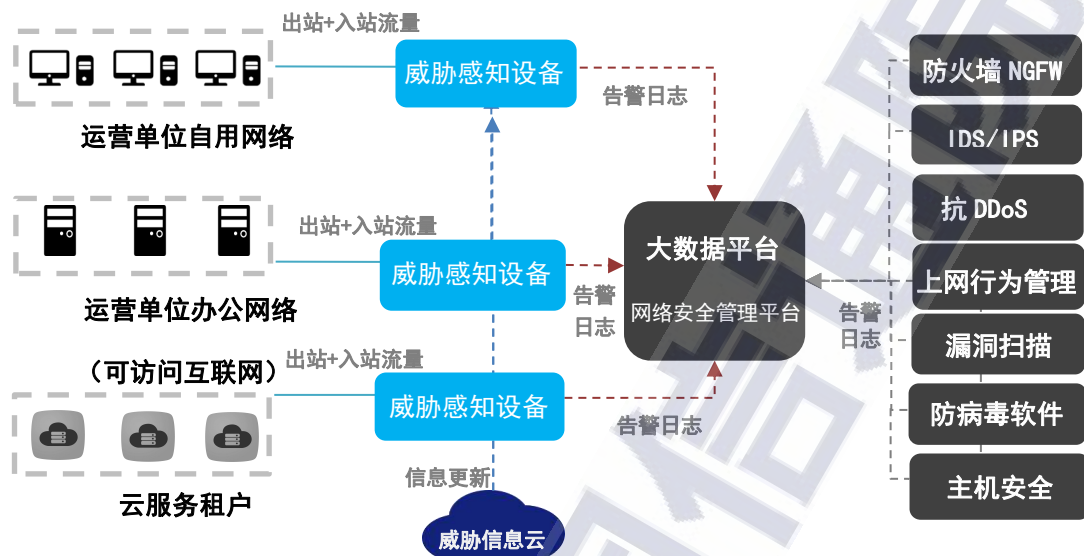 出站+入站流量
威胁感知设备
告警日志
运营单位自用网络
出站+入站流量
威胁感知设备
告警
日志
运营单位办公网络
（可访问互联网）
出站+入站流量
威胁感知设备
告警日志
云服务租户
信息更新
威胁信息云
大数据平台
网络安全管理平台
告警
日志
防火墙 NGFW
IDS/IPS
抗 DDoS
上网行为管理
漏洞扫描
防病毒软件
主机安全